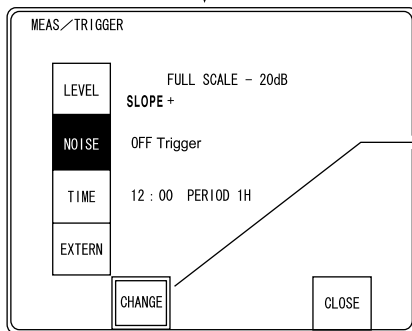 MEAS／TRIGGER
LEVEL
FULL SCALE − 20dB
SLOPE +
NOISE
OFF Trigger
TIME
12 : 00 PERIOD 1H
EXTERN
CHANGE
CLOSE